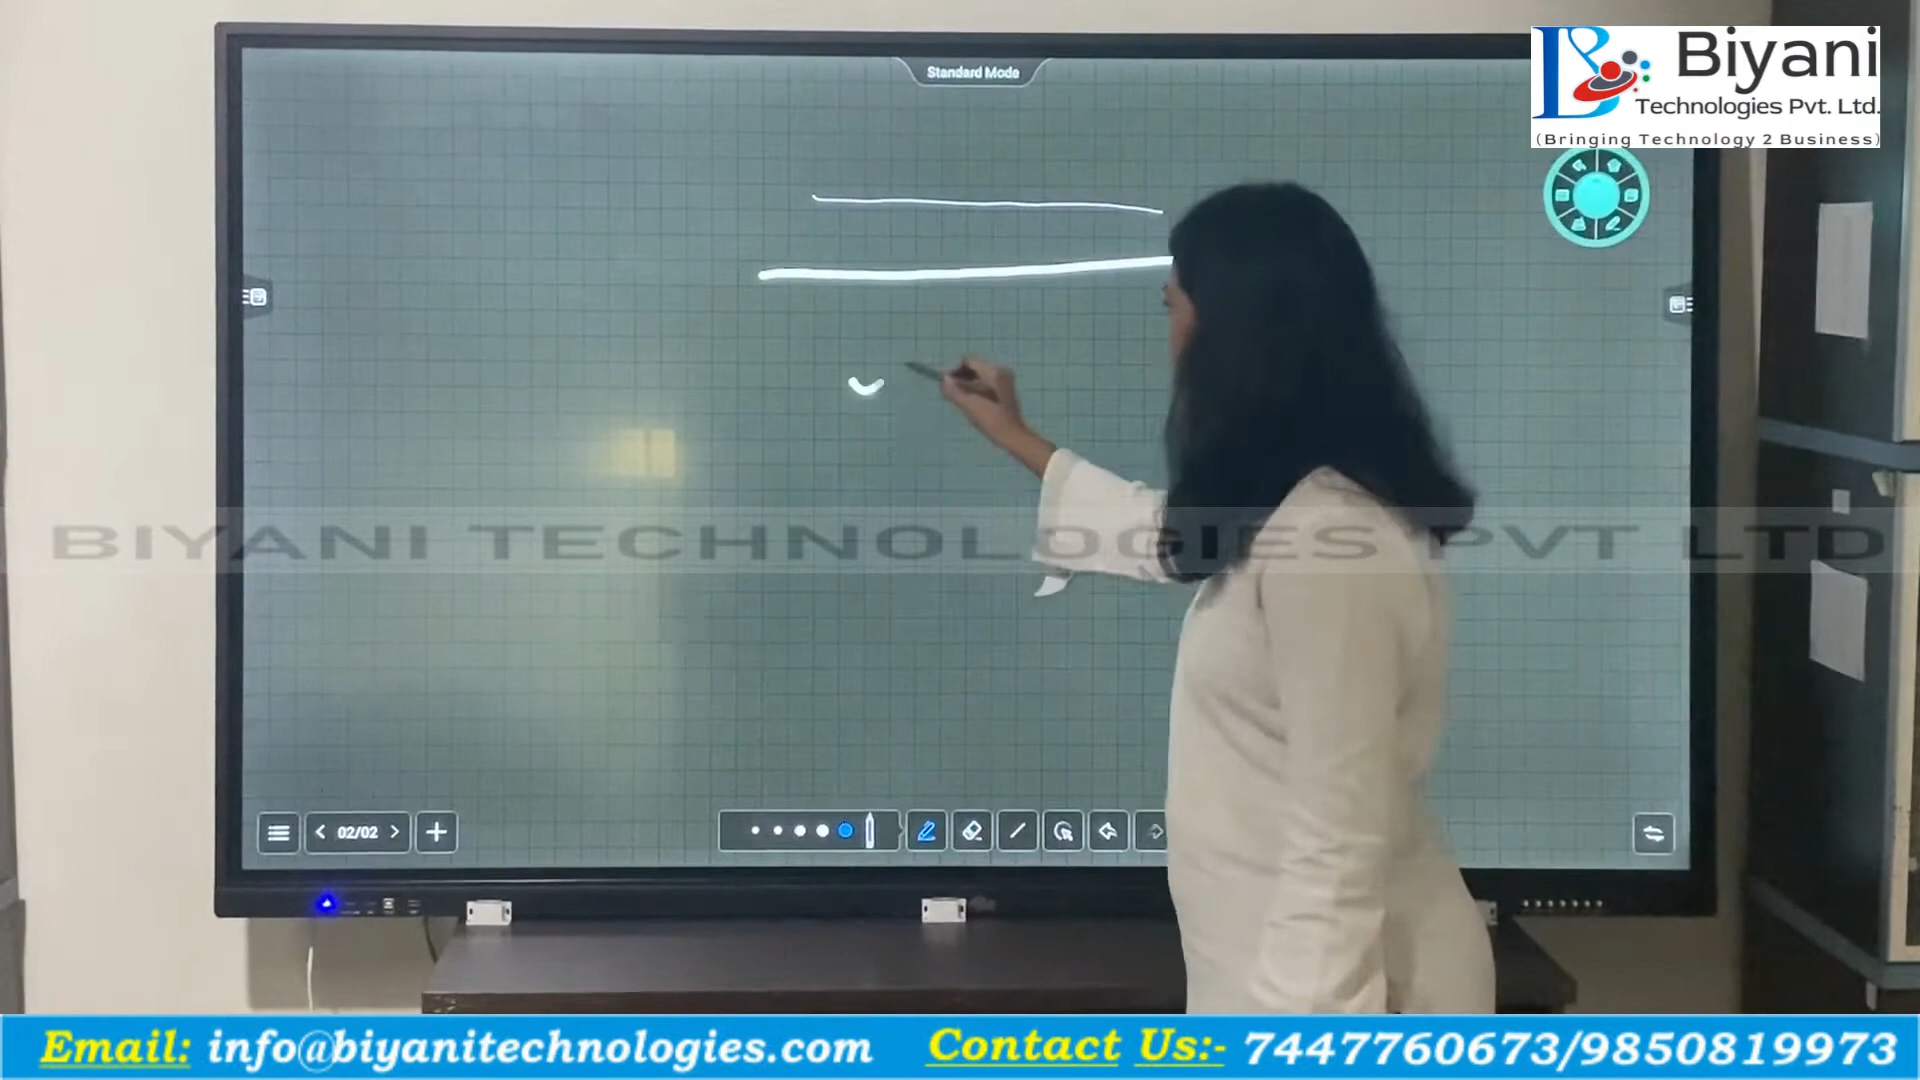 Standard Mode
Biyani
Technologies Pvt. Ltd.
(Bringing Technology 2 Business)
BIYANI TECHNOLOGIES PVT LTD
02/02
Email: info@biyanitechnologies.com Contact Us:- 7447760673/9850819973